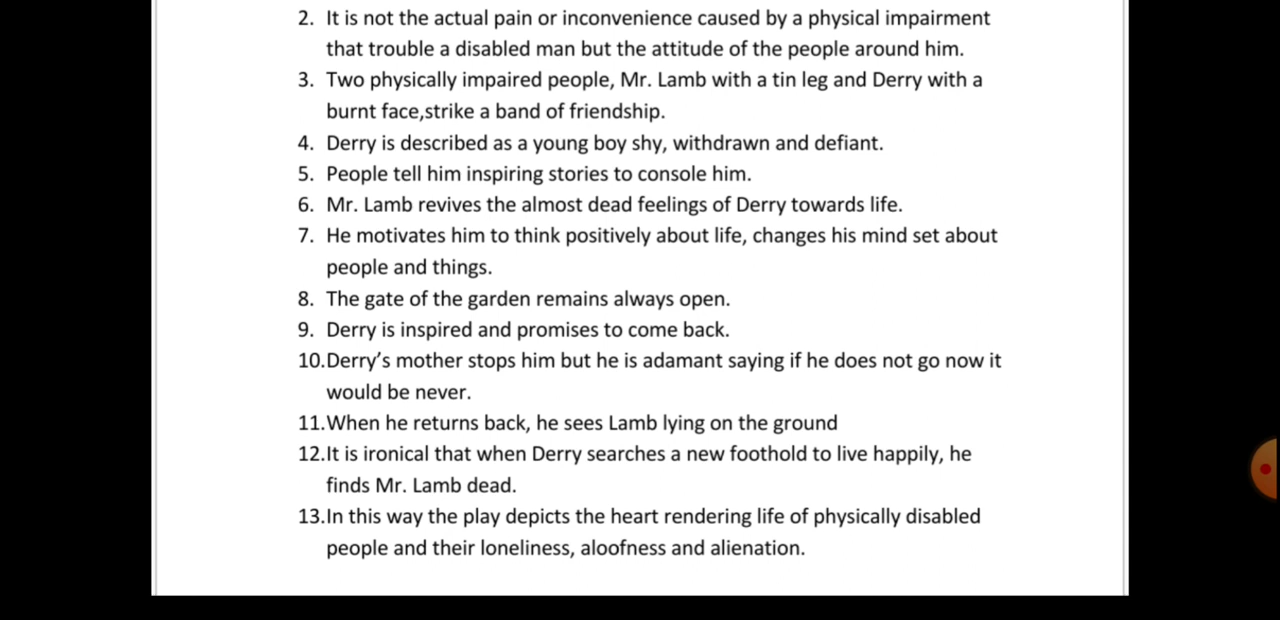 2. It is not the actual pain or inconvenience caused by a physical impairment
that trouble a disabled man but the attitude of the people around him.
3. Two physically impaired people, Mr. Lamb with a tin leg and Derry with a
burnt face,strike a band of friendship.
4. Derry is described as a young boy shy, withdrawn and defiant.
5. People tell him inspiring stories to console him.
6. Mr. Lamb revives the almost dead feelings of Derry towards life.
7. He motivates him to think positively about life, changes his mind set about
people and things.
8. The gate of the garden remains always open.
9. Derry is inspired and promises to come back.
10.Derry’s mother stops him but he is adamant saying if he does not go now it
would be never.
11.When he returns back, he sees Lamb lying on the ground
12.It is ironical that when Derry searches a new foothold to live happily, he
finds Mr. Lamb dead.
13.In this way the play depicts the heart rendering life of physically disabled
people and their loneliness, aloofness and alienation.